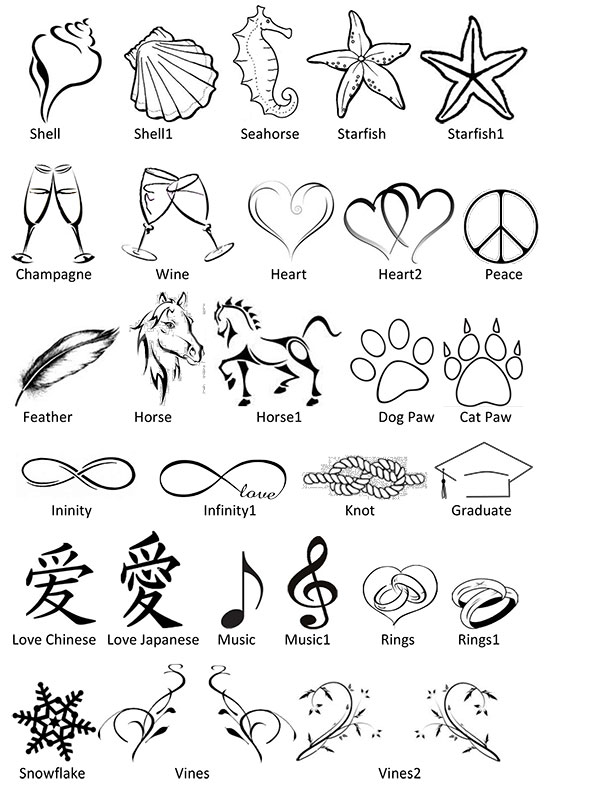 Shell Shell1 Seahorse Starfish Starfish1
Champagne Wine Heart Heart2 Peace
Feather Horse Horse1 Dog Paw Cat Paw
love
Ininity Infinity1 Knot Graduate
爱 愛
Love Chinese Love Japanese Music Music1 Rings Rings1
Snowflake Vines Vines2